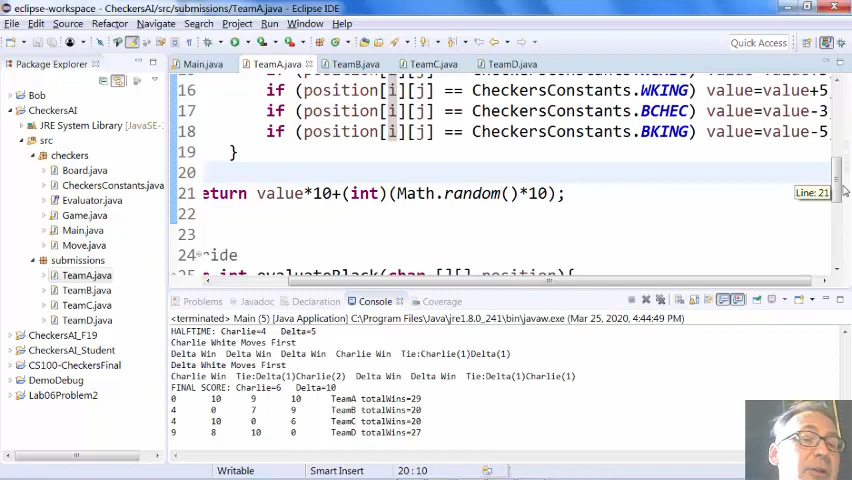 eclipse-workspace - CheckersAI/src/submissions/TeamA.java - Eclipse IDE
File Edit Source Refactor Navigate Search Project Run Window Help
Quick Access
Package Explorer
Bob
CheckersAI
JRE System Library [JavaSE-
src
checkers
Board.java
CheckersConstants.java
Evaluator.java
Game.java
Main.java
Move.java
submissions
TeamA.java
TeamB.java
TeamC.java
TeamD.java
CheckersAI_F19
CheckersAI_Student
CS100-CheckersFinal
DemoDebug
Lab06Problem2
Main.java TeamA.java TeamB.java TeamC.java TeamD.java
16 if (position[i][j] == CheckersConstants.WKING) value=value+5
17 if (position[i][j] == CheckersConstants.BCHEC) value=value-3
18 if (position[i][j] == CheckersConstants.BKING) value=value-5
19 }
20
21 eturn value*10+(int)(Math.random()*10);
22
23
24 ride
25 int evaluateBlack(char [][] position){
Line: 21
Problems Javadoc Declaration Console Coverage
<terminated> Main (5) [Java Application] C:\Program Files\Java\jre1.8.0_241\bin\javaw.exe (Mar 25, 2020, 4:44:49 PM)
HALFTIME: Charlie=4 Delta=5
Charlie White Moves First
Delta Win Delta Win Delta Win Charlie Win Tie:Charlie(1)Delta(1)
Delta White Moves First
Charlie Win Tie:Delta(1)Charlie(2) Delta Win Delta Win Tie:Delta(1)Charlie(1)
FINAL SCORE: Charlie=6 Delta=10
0 10 9 10 TeamA totalWins=29
4 0 7 9 TeamB totalWins=20
4 10 0 6 TeamC totalWins=20
9 8 10 0 TeamD totalWins=27
Writable Smart Insert 20:10